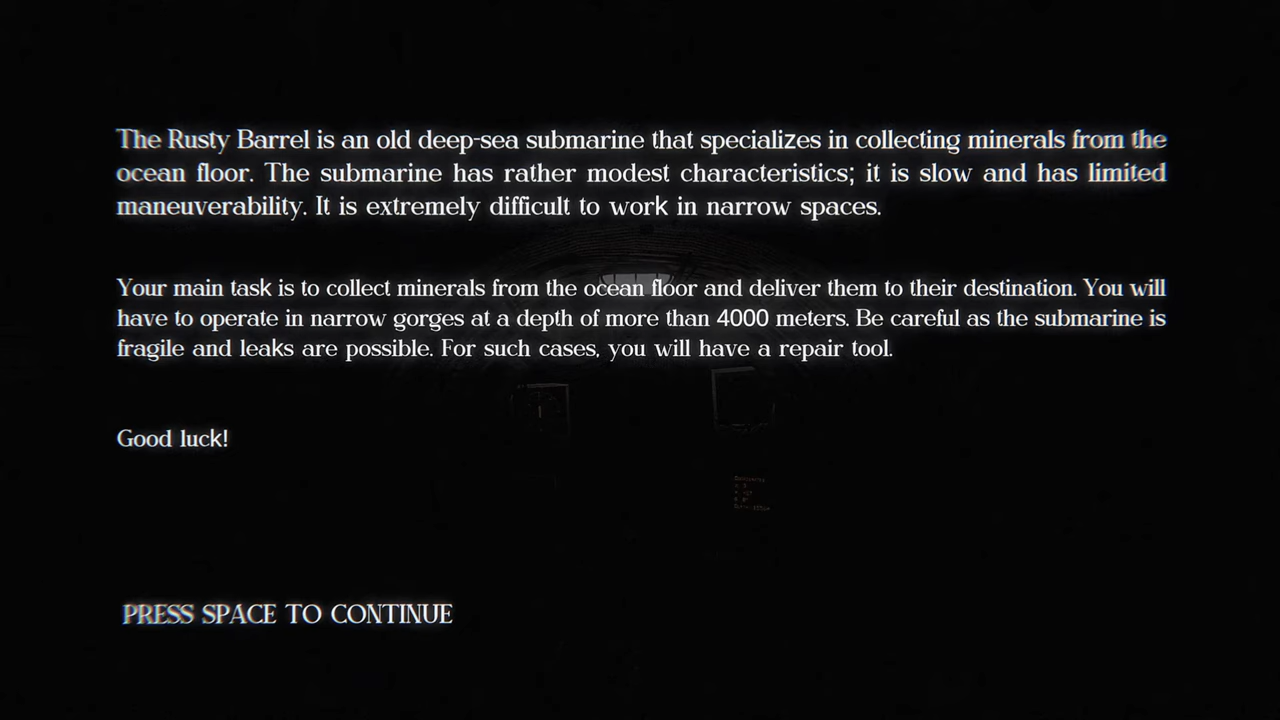 The Rusty Barrel is an old deep-sea submarine that specializes in collecting minerals from the
ocean floor. The submarine has rather modest characteristics; it is slow and has limited
maneuverability. It is extremely difficult to work in narrow spaces.
Your main task is to collect minerals from the ocean floor and deliver them to their destination. You will
have to operate in narrow gorges at a depth of more than 4000 meters. Be careful as the submarine is
fragile and leaks are possible. For such cases, you will have a repair tool.
Good luck!
PRESS SPACE TO CONTINUE